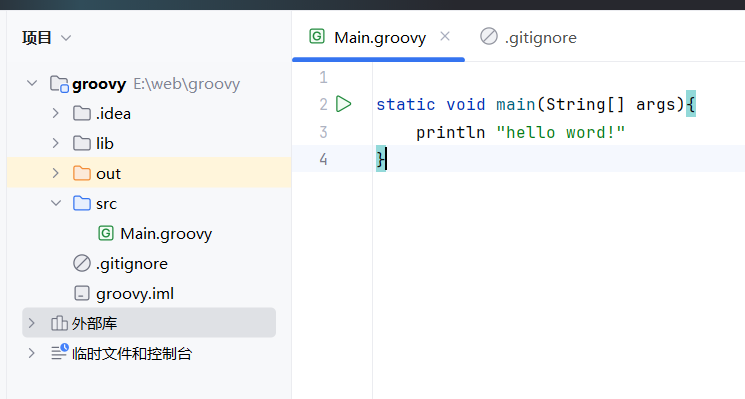 项目
Main.groovy
.gitignore
groovy E:\web\groovy
.idea
lib
out
src
Main.groovy
.gitignore
groovy.iml
外部库
临时文件和控制台
1
2 static void main(String[] args){
3 println "hello word!"
4 }